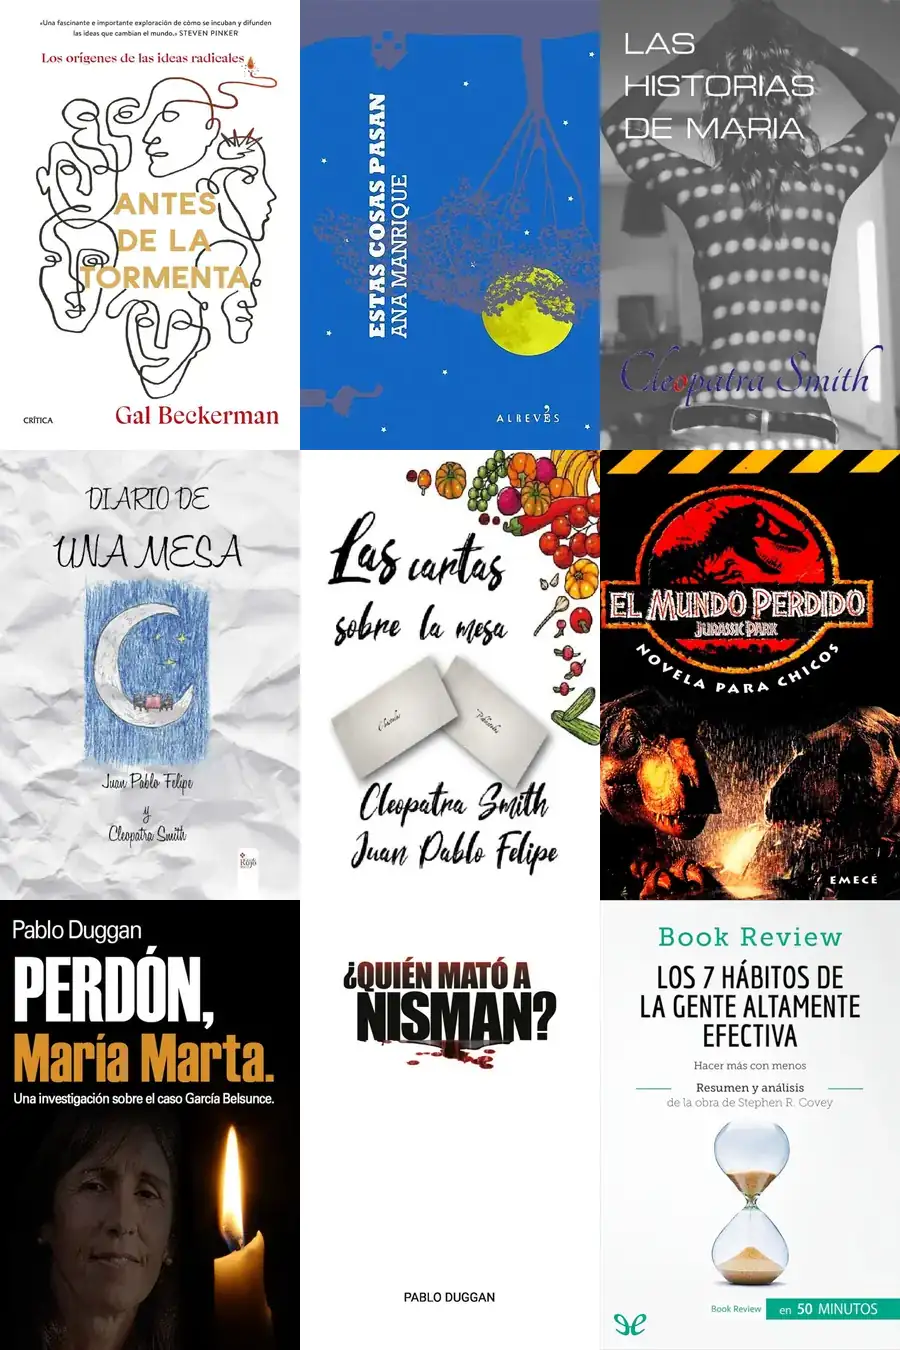 «Una fascinante e importante exploración de cómo se incuban y difunden
las ideas que cambian el mundo.» STEVEN PINKER
Los orígenes de las ideas radicales
ANTES
DE LA
TORMENTA
Gal Beckerman
CRÍTICA
ESTAS COSAS PASAN
ANA MANRIQUE
ALREVÉS
LAS
HISTORIAS
DE MARIA
Cleopatra Smith
DIARIO DE
UNA MESA
Juan Pablo Felipe
y
Cleopatra Smith
Las cartas
sobre la mesa
Cleopatra Smith
Juan Pablo Felipe
EL MUNDO PERDIDO
JURASSIC PARK
NOVELA PARA CHICOS
EMECÉ
Pablo Duggan
PERDÓN,
María Marta.
Una investigación sobre el caso García Belsunce.
¿QUIÉN MATÓ A
NISMAN?
PABLO DUGGAN
Book Review
LOS 7 HÁBITOS DE
LA GENTE ALTAMENTE
EFECTIVA
Hacer más con menos
Resumen y análisis
de la obra de Stephen R. Covey
Book Review en 50 MINUTOS